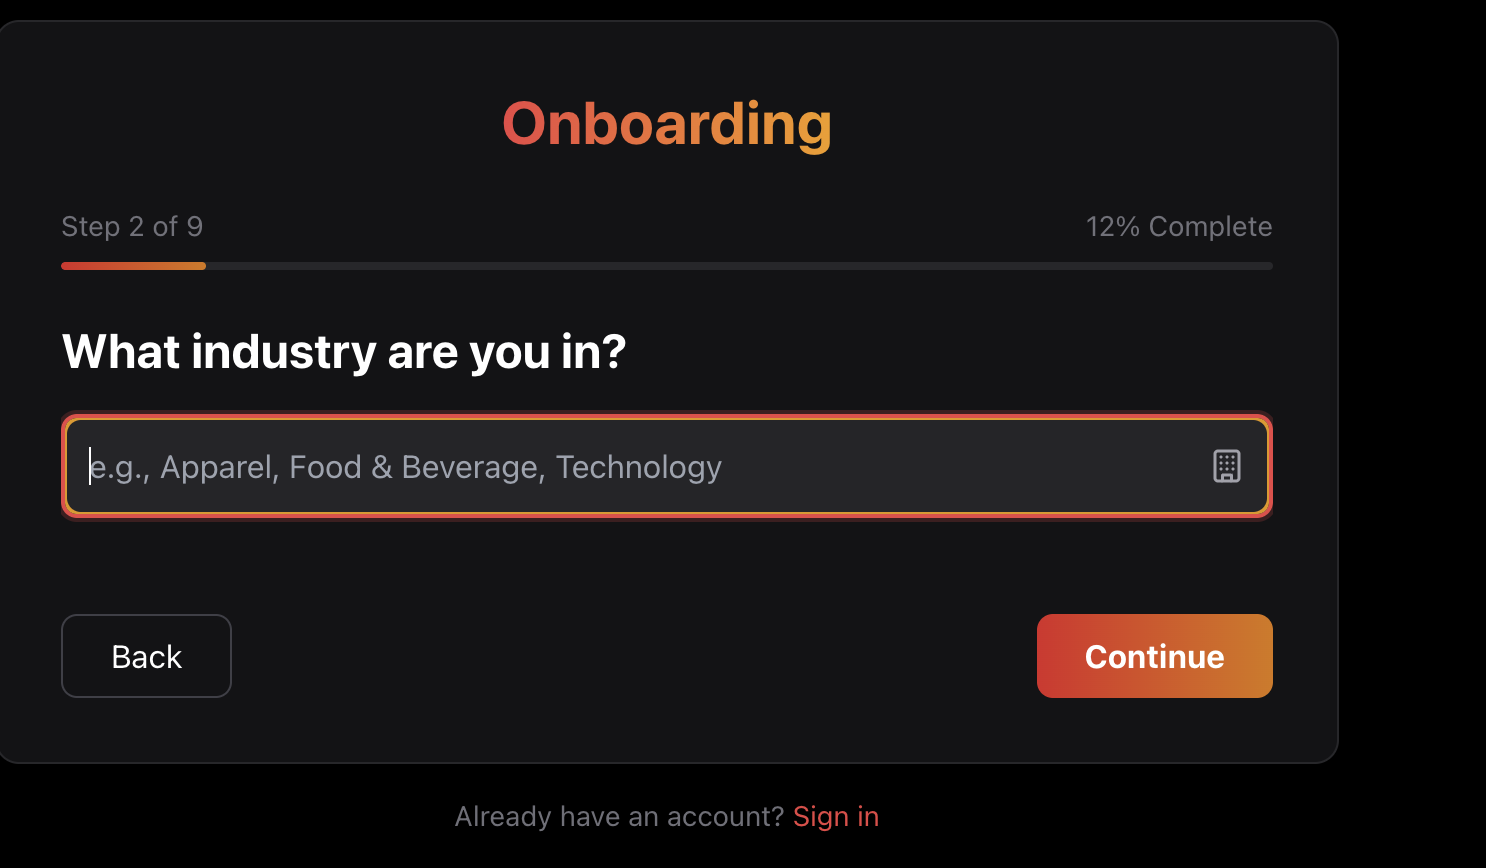 Onboarding
Step 2 of 9
12% Complete
What industry are you in?
e.g., Apparel, Food & Beverage, Technology
Back
Continue
Already have an account? Sign in